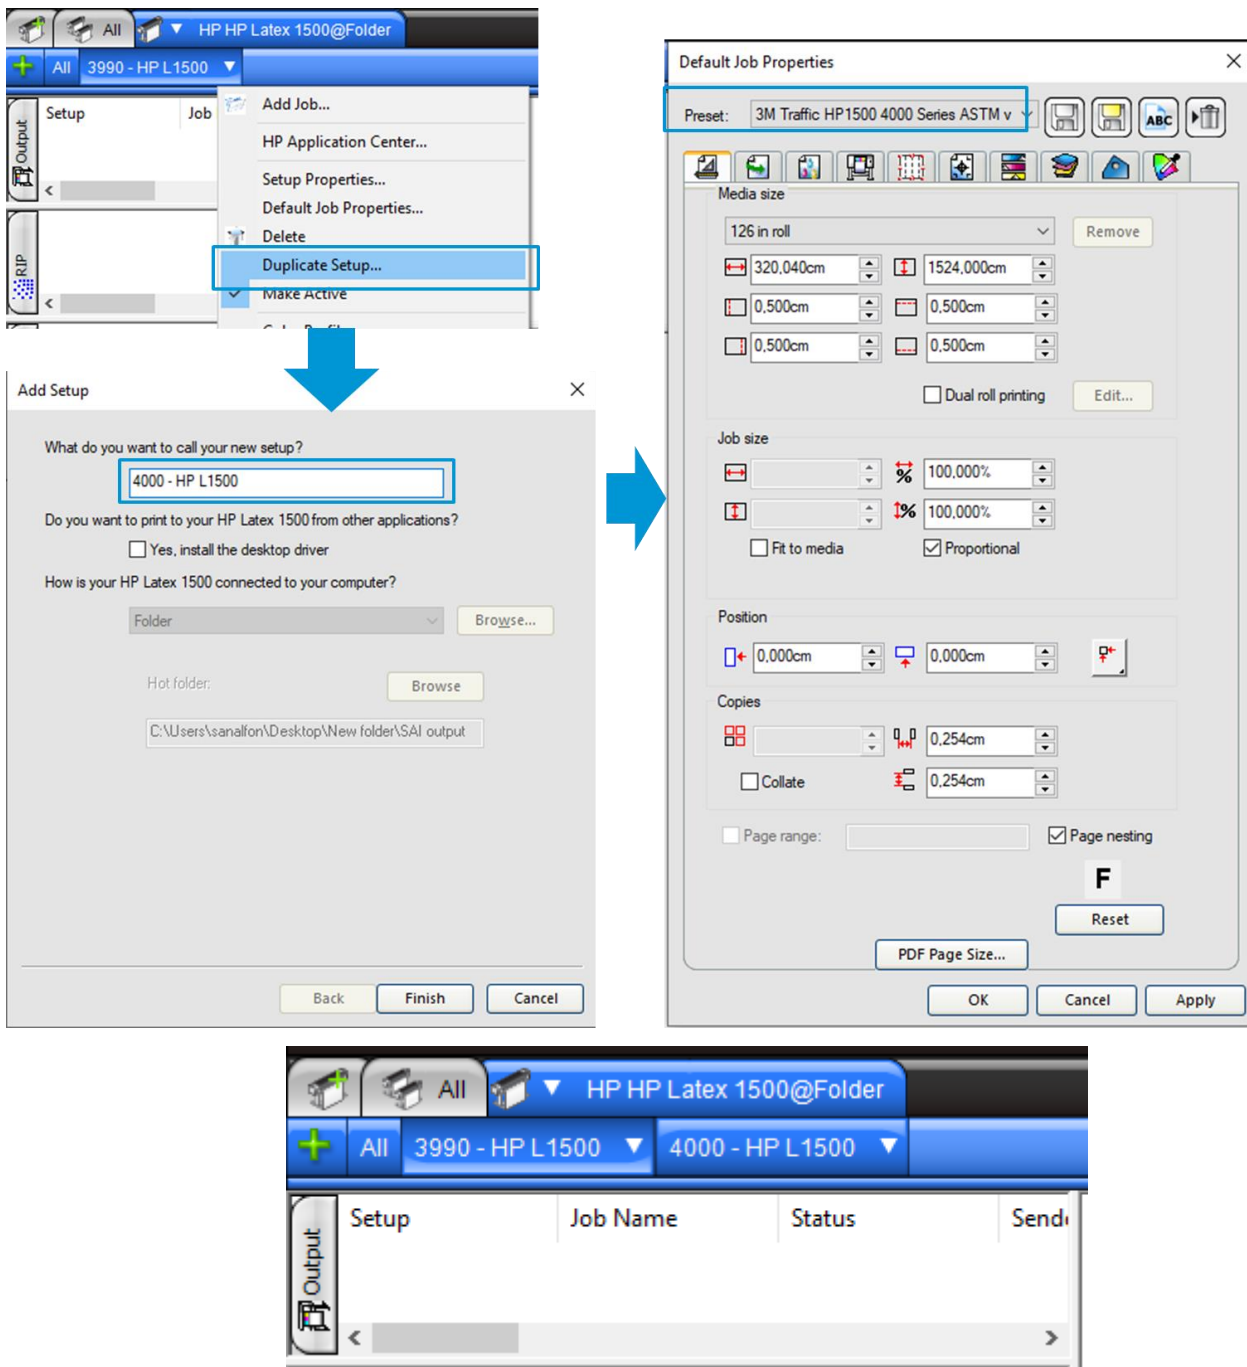 All HP HP Latex 1500@Folder
All 3990 - HP L1500
Setup Job
Output
Add Job...
HP Application Center...
Setup Properties...
Default Job Properties...
Delete
Duplicate Setup...
RIP
Make Active
Add Setup
What do you want to call your new setup?
4000 - HP L1500
Do you want to print to your HP Latex 1500 from other applications?
Yes, install the desktop driver
How is your HP Latex 1500 connected to your computer?
Folder Browse...
Hot folder: Browse
C:\Users\sanalfon\Desktop\New folder\SAI output
Back Finish Cancel
Default Job Properties
Preset: 3M Traffic HP1500 4000 Series ASTM v
ABC
Media size
126 in roll Remove
320,040cm 1524,000cm
0,500cm 0,500cm
0,500cm 0,500cm
Dual roll printing Edit...
Job size
% 100,000%
% 100,000%
Fit to media Proportional
Position
0,000cm 0,000cm
Copies
0,254cm
Collate 0,254cm
Page range: Page nesting
F
Reset
PDF Page Size...
OK Cancel Apply
All HP HP Latex 1500@Folder
All 3990 - HP L1500 4000 - HP L1500
Setup Job Name Status Send
Output